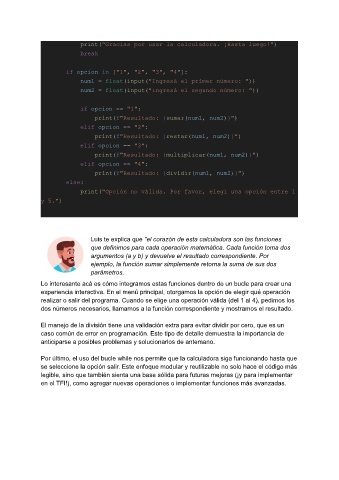 print("Gracias por usar la calculadora. ¡Hasta luego!")
break
if opcion in ["1", "2", "3", "4"]:
num1 = float(input("Ingresá el primer número: "))
num2 = float(input("Ingresá el segundo número: "))
if opcion == "1":
print(f"Resultado: {sumar(num1, num2)}")
elif opcion == "2":
print(f"Resultado: {restar(num1, num2)}")
elif opcion == "3":
print(f"Resultado: {multiplicar(num1, num2)}")
elif opcion == "4":
print(f"Resultado: {dividir(num1, num2)}")
else:
print("Opción no válida. Por favor, elegí una opción entre 1
y 5.")
Luis te explica que "el corazón de esta calculadora son las funciones
que definimos para cada operación matemática. Cada función toma dos
argumentos (a y b) y devuelve el resultado correspondiente. Por
ejemplo, la función sumar simplemente retorna la suma de sus dos
parámetros.
Lo interesante acá es cómo integramos estas funciones dentro de un bucle para crear una
experiencia interactiva. En el menú principal, otorgamos la opción de elegir qué operación
realizar o salir del programa. Cuando se elige una operación válida (del 1 al 4), pedimos los
dos números necesarios, llamamos a la función correspondiente y mostramos el resultado.
El manejo de la división tiene una validación extra para evitar dividir por cero, que es un
caso común de error en programación. Este tipo de detalle demuestra la importancia de
anticiparse a posibles problemas y solucionarlos de antemano.
Por último, el uso del bucle while nos permite que la calculadora siga funcionando hasta que
se seleccione la opción salir. Este enfoque modular y reutilizable no solo hace el código más
legible, sino que también sienta una base sólida para futuras mejoras (¡y para implementar
en el TFI!), como agregar nuevas operaciones o implementar funciones más avanzadas.